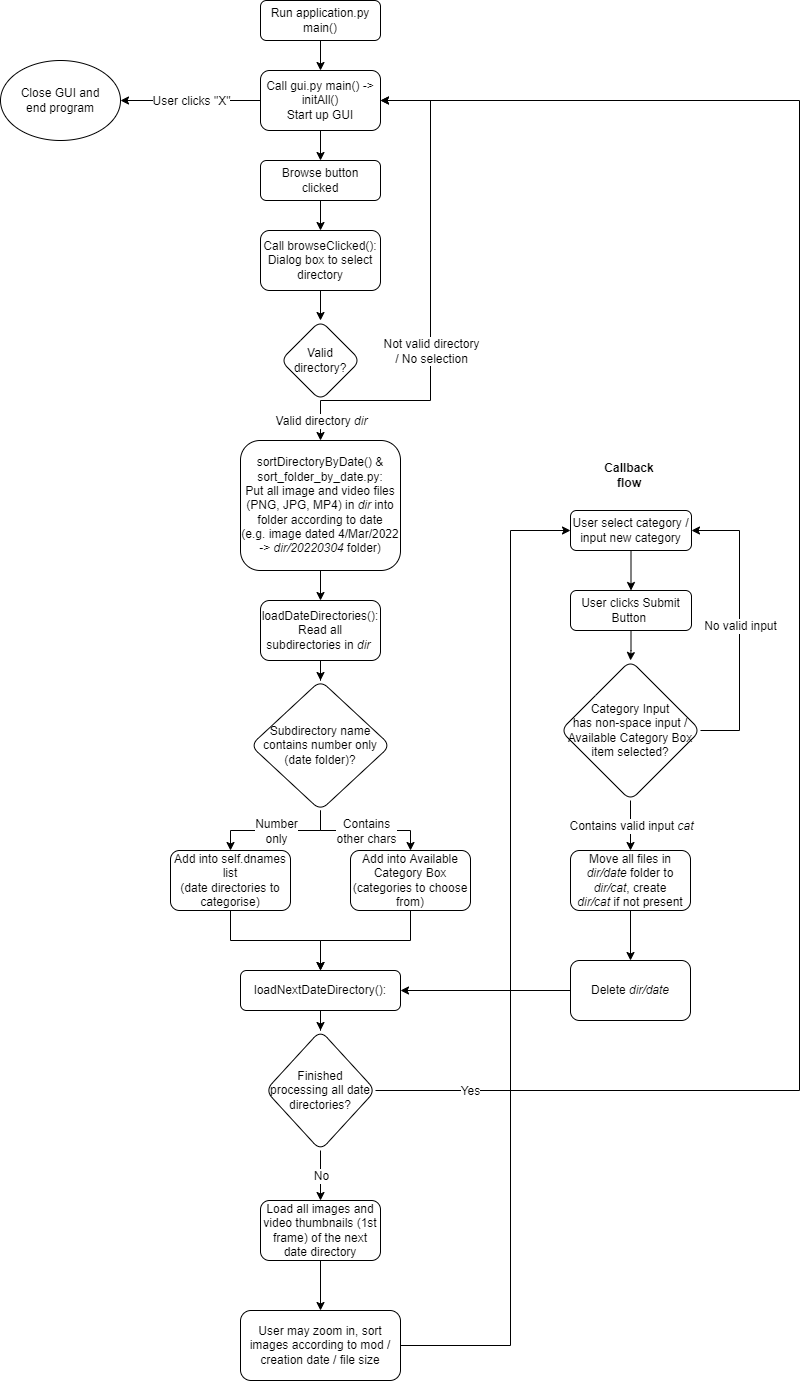 Run application.py
main()
Call gui.py main() ->
initAll()
Start up GUI
User clicks "X"
Close GUI and
end program
Browse button
clicked
Call browseClicked():
Dialog box to select
directory
Valid
directory?
Not valid directory
/ No selection
Valid directory dir
sortDirectoryByDate() &
sort_folder_by_date.py:
Put all image and video files
(PNG, JPG, MP4) in dir into
folder according to date
(e.g. image dated 4/Mar/2022
-> dir/20220304 folder)
loadDateDirectories():
Read all
subdirectories in dir
Subdirectory name
contains number only
(date folder)?
Number
only
Contains
other chars
Add into self.dnames
list
(date directories to
categorise)
Add into Available
Category Box
(categories to choose
from)
loadNextDateDirectory():
Finished
processing all date
directories?
Yes
No
Load all images and
video thumbnails (1st
frame) of the next
date directory
User may zoom in, sort
images according to mod /
creation date / file size
Callback
flow
User select category /
input new category
User clicks Submit
Button
No valid input
Category Input
has non-space input /
Available Category Box
item selected?
Contains valid input cat
Move all files in
dir/date folder to
dir/cat, create
dir/cat if not present
Delete dir/date